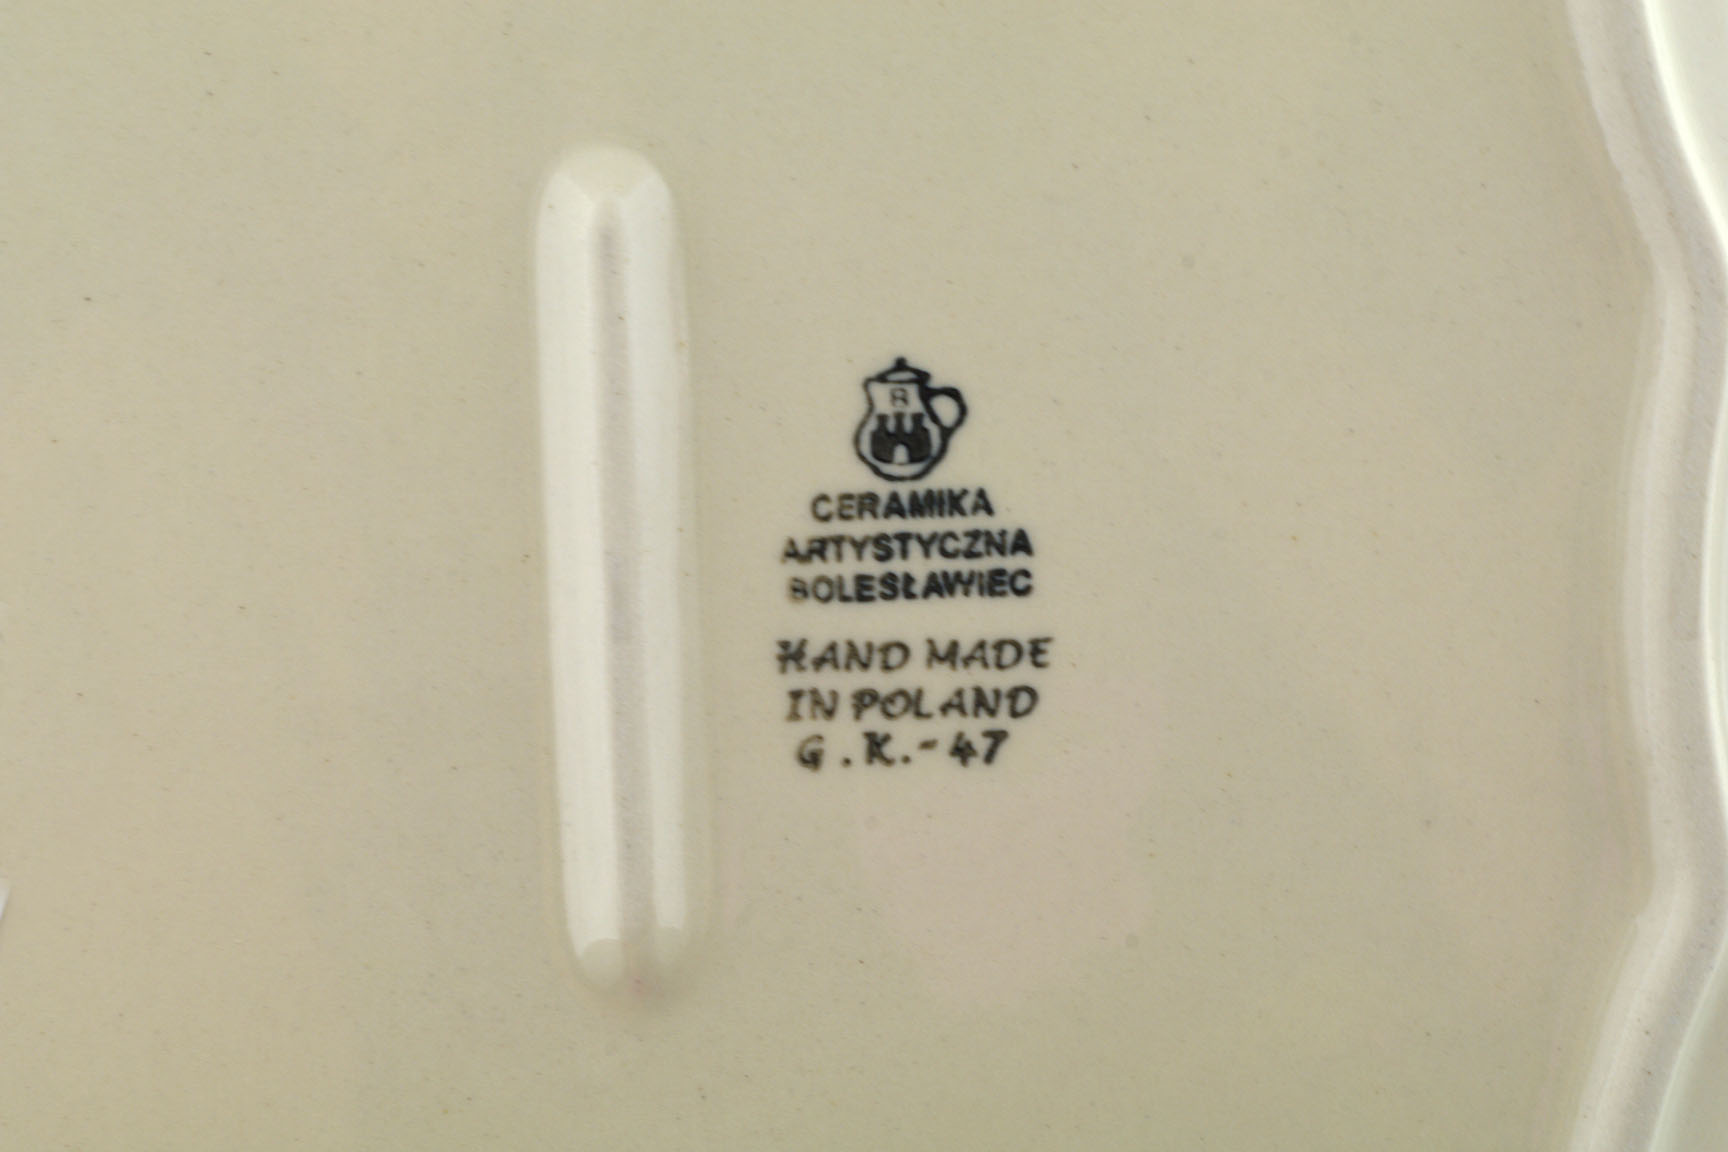 B
CERAMIKA
ARTYSTYCZNA
BOLESŁAWIEC
HAND MADE
IN POLAND
G.K.-47